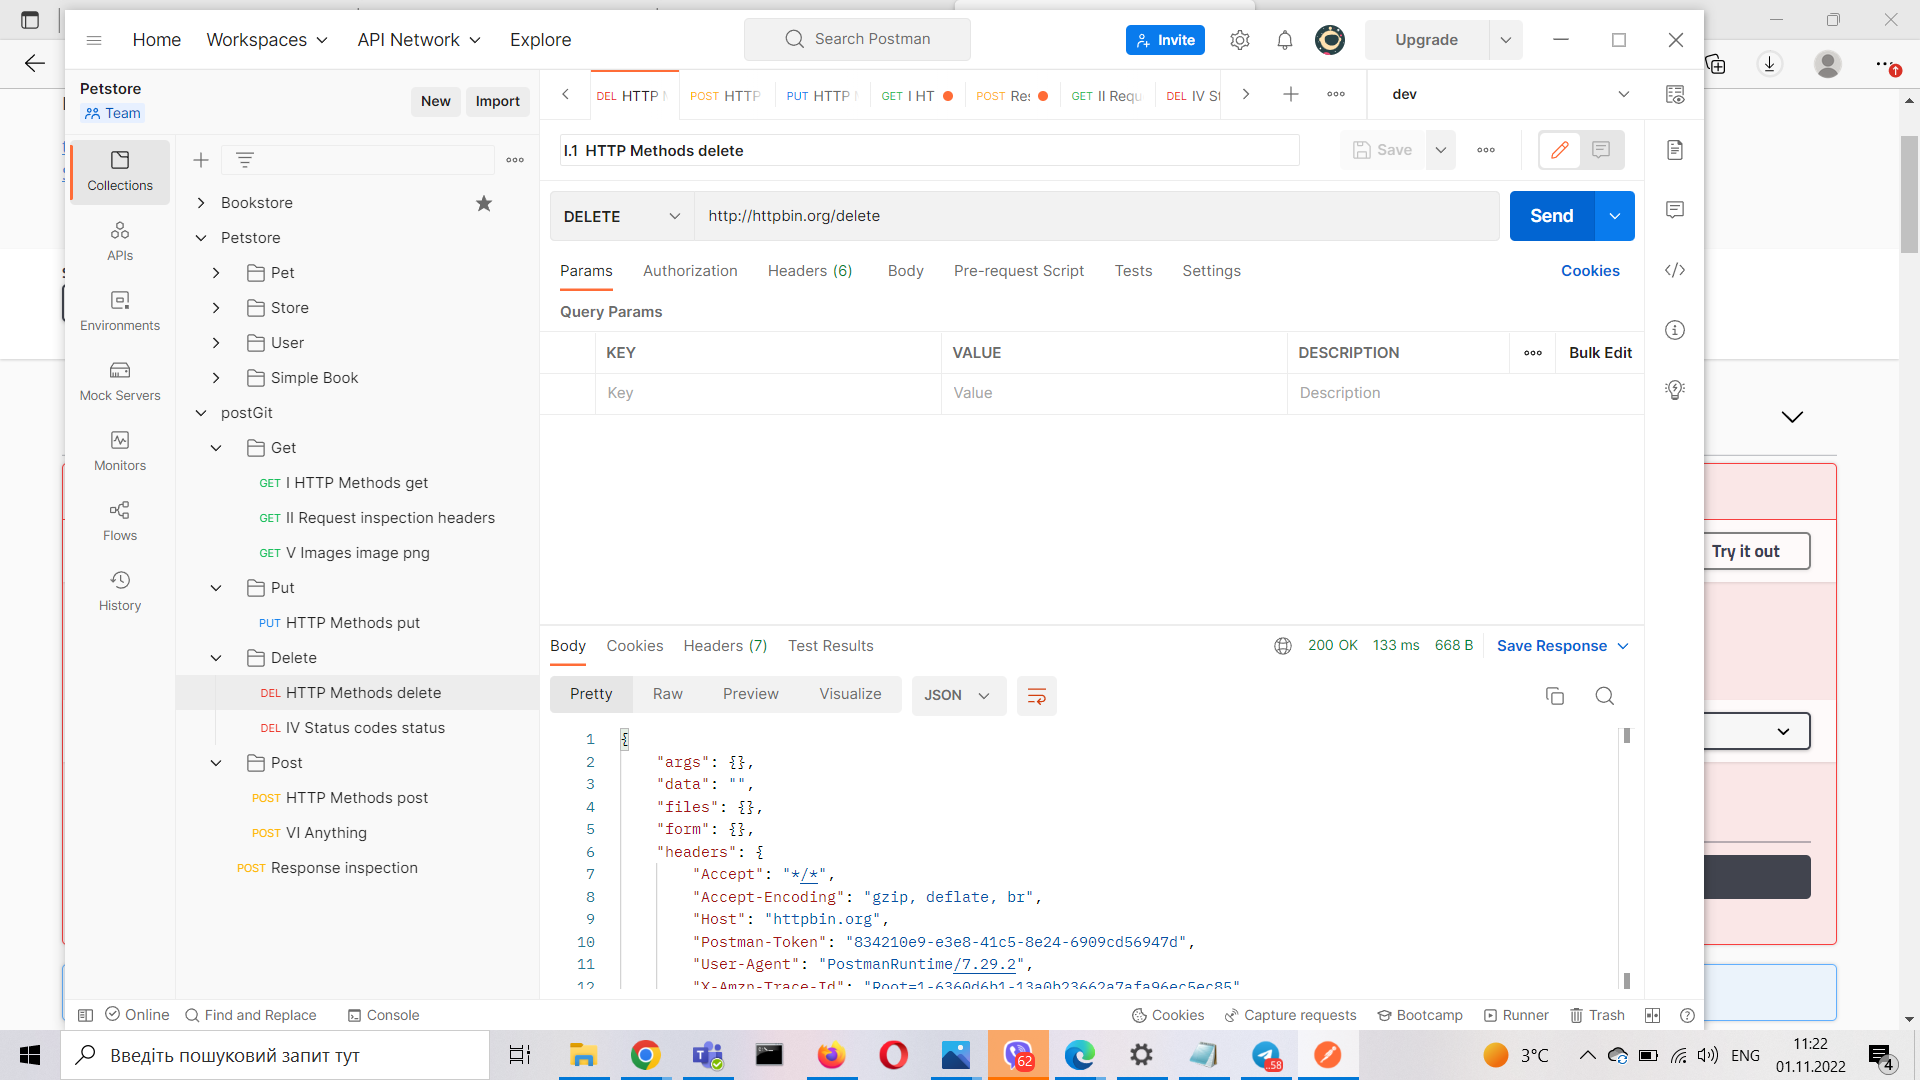 Home
Workspaces
API Network
Explore
Search Postman
Invite
Upgrade
Petstore
Team
New
Import
DEL HTTP
POST HTTP
PUT HTTP
GET I HT
POST Res
GET II Requ
DEL IV St
dev
Collections
APIs
Environments
Mock Servers
Monitors
Flows
History
Bookstore
Petstore
Pet
Store
User
Simple Book
postGit
Get
GET I HTTP Methods get
GET II Request inspection headers
GET V Images image png
Put
PUT HTTP Methods put
Delete
DEL HTTP Methods delete
DEL IV Status codes status
Post
POST HTTP Methods post
POST VI Anything
POST Response inspection
I.1 HTTP Methods delete
Save
DELETE
http://httpbin.org/delete
Send
Params
Authorization
Headers (6)
Body
Pre-request Script
Tests
Settings
Cookies
Query Params
KEY
VALUE
DESCRIPTION
Bulk Edit
Key
Value
Description
Body
Cookies
Headers (7)
Test Results
200 OK
133 ms
668 B
Save Response
Pretty
Raw
Preview
Visualize
JSON
1 {
2 "args": {},
3 "data": "",
4 "files": {},
5 "form": {},
6 "headers": {
7 "Accept": "*/*",
8 "Accept-Encoding": "gzip, deflate, br",
9 "Host": "httpbin.org",
10 "Postman-Token": "834210e9-e3e8-41c5-8e24-6909cd56947d",
11 "User-Agent": "PostmanRuntime/7.29.2",
12 "X-Amzn-Trace-Id": "Root=1-6360d6b1-13a0b23662a7afa96ec5ec85"
Try it out
Online
Find and Replace
Console
Cookies
Capture requests
Bootcamp
Runner
Trash
Введіть пошуковий запит тут
62
58
3°C
ENG
11:22
01.11.2022
4